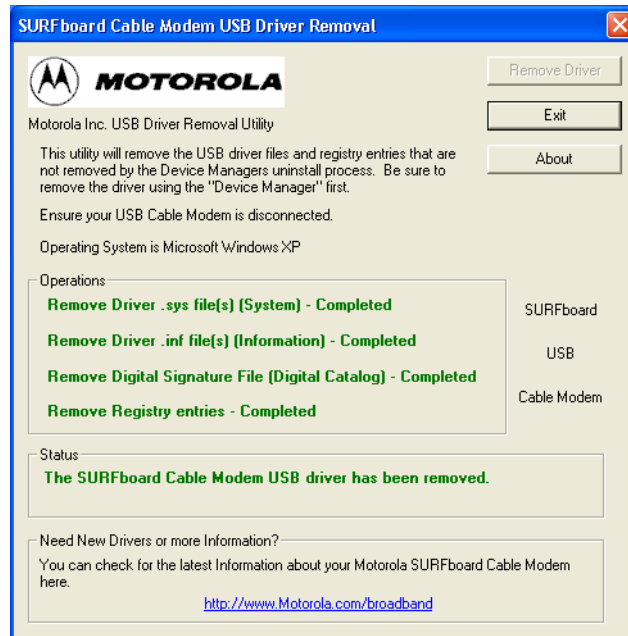 SURFboard Cable Modem USB Driver Removal
MOTOROLA
Remove Driver
Exit
About
Motorola Inc. USB Driver Removal Utility
This utility will remove the USB driver files and registry entries that are
not removed by the Device Managers uninstall process. Be sure to
remove the driver using the "Device Manager" first.
Ensure your USB Cable Modem is disconnected.
Operating System is Microsoft Windows XP
Operations
Remove Driver .sys file(s) (System) - Completed
Remove Driver .inf file(s) (Information) - Completed
Remove Digital Signature File (Digital Catalog) - Completed
Remove Registry entries - Completed
SURFboard
USB
Cable Modem
Status
The SURFboard Cable Modem USB driver has been removed.
Need New Drivers or more Information?
You can check for the latest Information about your Motorola SURFboard Cable Modem
here.
http://www.Motorola.com/broadband